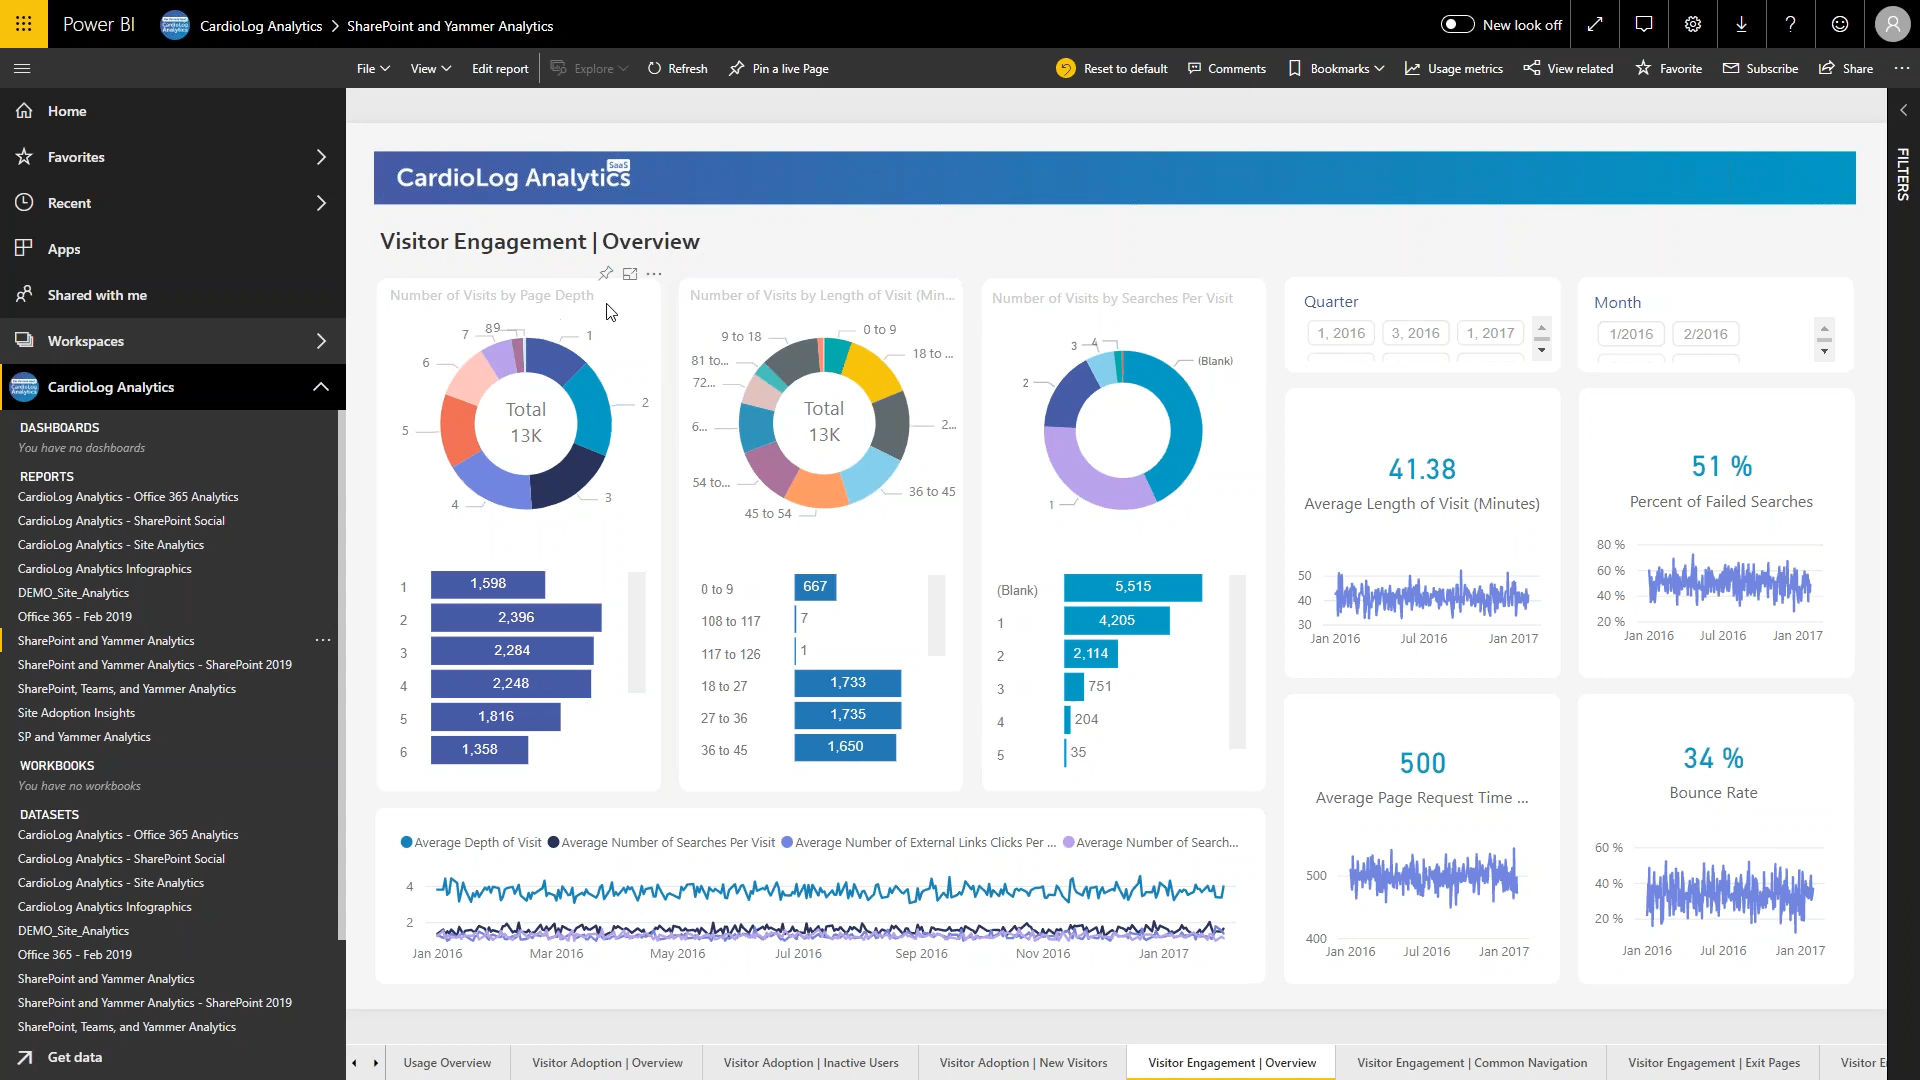 Power BI
CardioLog Analytics
SharePoint and Yammer Analytics
New look off
File
View
Edit report
Explore
Refresh
Pin a live Page
Reset to default
Comments
Bookmarks
Usage metrics
View related
Favorite
Subscribe
Share
Home
Favorites
Recent
Apps
Shared with me
Workspaces
CardioLog Analytics
DASHBOARDS
You have no dashboards
REPORTS
CardioLog Analytics - Office 365 Analytics
CardioLog Analytics - SharePoint Social
CardioLog Analytics - Site Analytics
CardioLog Analytics Infographics
DEMO_Site_Analytics
Office 365 - Feb 2019
SharePoint and Yammer Analytics
SharePoint and Yammer Analytics - SharePoint 2019
SharePoint, Teams, and Yammer Analytics
Site Adoption Insights
SP and Yammer Analytics
WORKBOOKS
You have no workbooks
DATASETS
CardioLog Analytics - Office 365 Analytics
CardioLog Analytics - SharePoint Social
CardioLog Analytics - Site Analytics
CardioLog Analytics Infographics
DEMO_Site_Analytics
Office 365 - Feb 2019
SharePoint and Yammer Analytics
SharePoint and Yammer Analytics - SharePoint 2019
SharePoint, Teams, and Yammer Analytics
Get data
CardioLog Analytics SaaS
Visitor Engagement | Overview
Number of Visits by Page Depth
1
2
3
4
5
6
7
8
9
Total
13K
1 1,598
2 2,396
3 2,284
4 2,248
5 1,816
6 1,358
Number of Visits by Length of Visit (Min...
0 to 9
18 to ...
2...
36 to 45
45 to 54
54 to...
6...
72...
81 to...
9 to 18
Total
13K
0 to 9 667
108 to 117 7
117 to 126 1
18 to 27 1,733
27 to 36 1,735
36 to 45 1,650
Number of Visits by Searches Per Visit
(Blank)
1
2
3
4
(Blank) 5,515
1 4,205
2 2,114
3 751
4 204
5 35
Quarter
1, 2016
3, 2016
1, 2017
Month
1/2016
2/2016
41.38
Average Length of Visit (Minutes)
50
40
30
Jan 2016
Jul 2016
Jan 2017
51 %
Percent of Failed Searches
80 %
60 %
40 %
20 %
Jan 2016
Jul 2016
Jan 2017
500
Average Page Request Time ...
500
400
Jan 2016
Jul 2016
Jan 2017
34 %
Bounce Rate
60 %
40 %
20 %
Jan 2016
Jul 2016
Jan 2017
Average Depth of Visit
Average Number of Searches Per Visit
Average Number of External Links Clicks Per ...
Average Number of Search...
4
2
Jan 2016
Mar 2016
May 2016
Jul 2016
Sep 2016
Nov 2016
Jan 2017
FILTERS
Usage Overview
Visitor Adoption | Overview
Visitor Adoption | Inactive Users
Visitor Adoption | New Visitors
Visitor Engagement | Overview
Visitor Engagement | Common Navigation
Visitor Engagement | Exit Pages
Visitor E